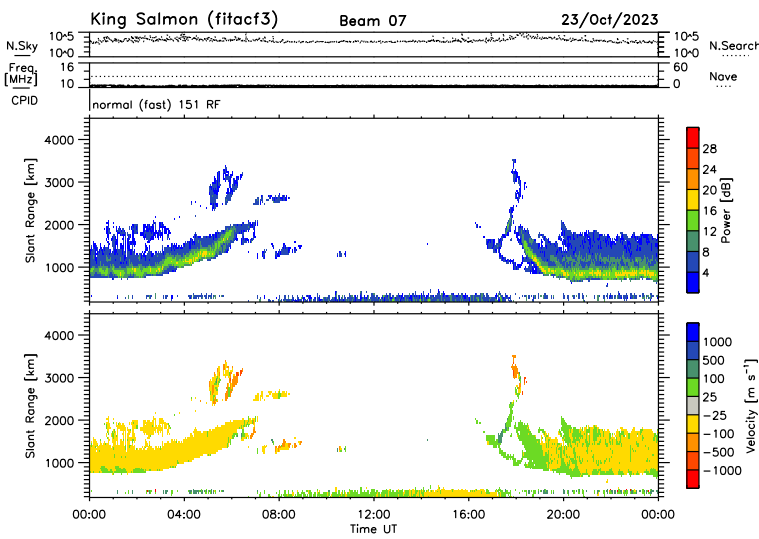 King Salmon (fitacf3) Beam 07 23/Oct/2023
N.Sky 10^5 10^0 10^5 10^0 N.Search
Freq [MHz] 16 10 60 0 Nave
CPID normal (fast) 151 RF
Slant Range [km]
4000
3000
2000
1000
28
24
20
16
12
8
4
Power [dB]
Slant Range [km]
4000
3000
2000
1000
1000
500
100
25
−25
−100
−500
−1000
Velocity [m s⁻¹]
00:00 04:00 08:00 12:00 16:00 20:00 00:00
Time UT